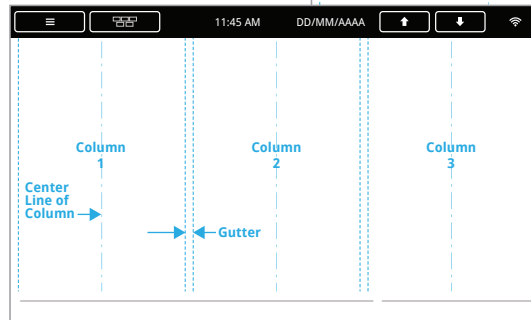 11:45 AM DD/MM/AAAA
Column
1
Column
2
Column
3
Center
Line of
Column
Gutter